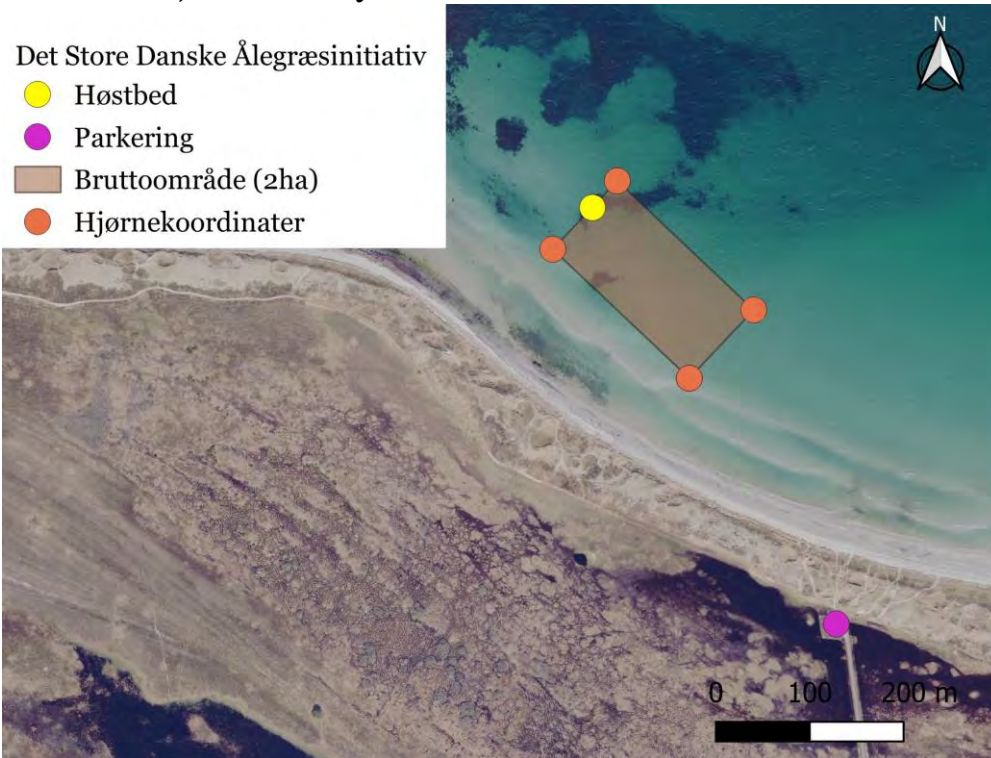 Det Store Danske Ålegræsinitiativ
Høstbed
Parkering
Bruttoområde (2ha)
Hjørnekoordinater
N
0 100 200 m